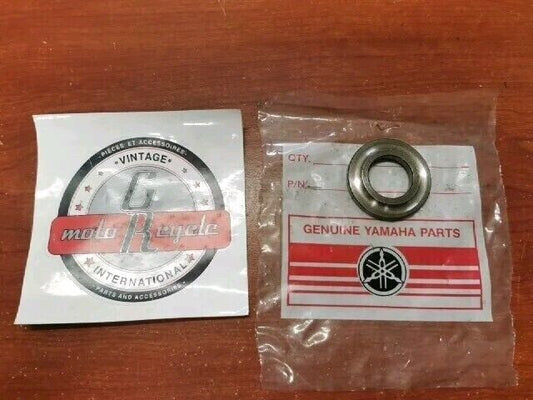 PIECES ET ACCESSOIRES
VINTAGE
G
moto Recycle
INTERNATIONAL
PARTS AND ACCESSORIES
QTY.
P/N.
GENUINE YAMAHA PARTS